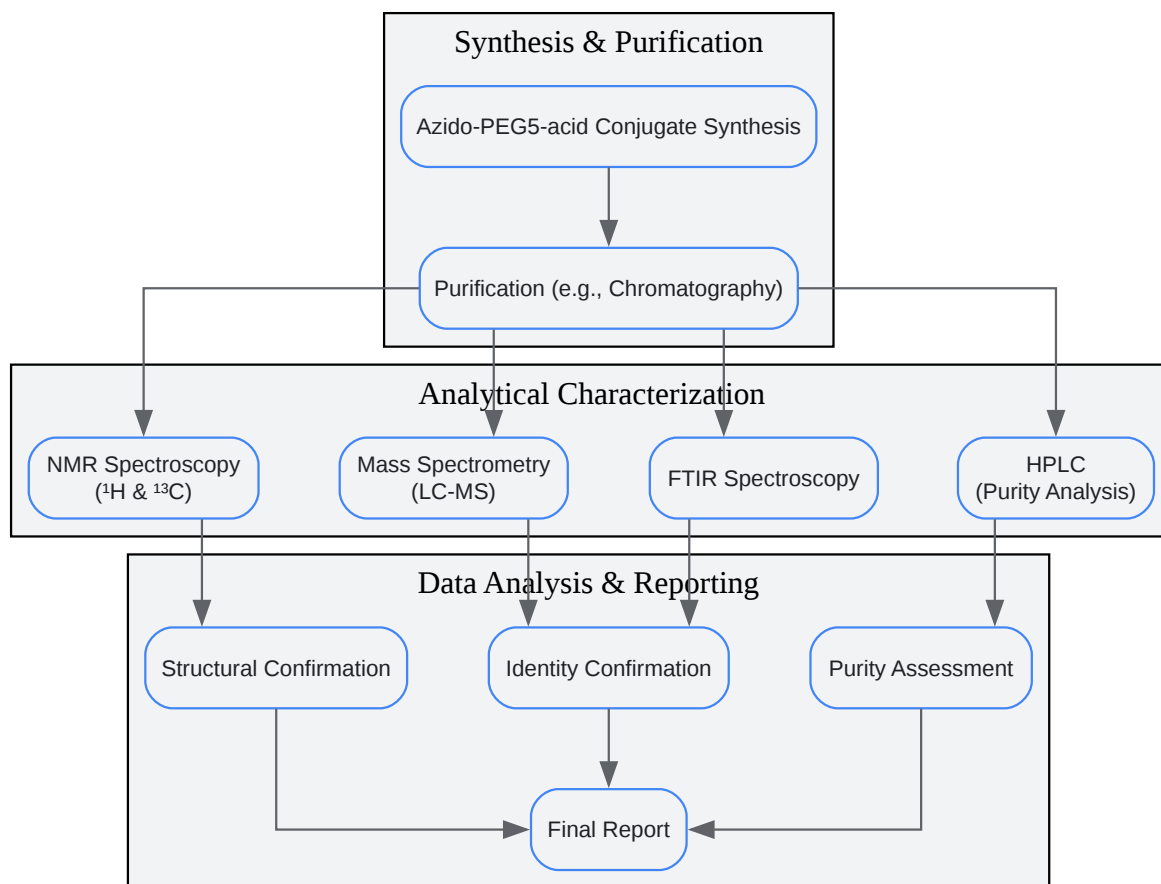 Synthesis & Purification
Azido-PEG5-acid Conjugate Synthesis
Purification (e.g., Chromatography)
Analytical Characterization
NMR Spectroscopy
(¹H & ¹³C)
Mass Spectrometry
(LC-MS)
FTIR Spectroscopy
HPLC
(Purity Analysis)
Data Analysis & Reporting
Structural Confirmation
Identity Confirmation
Purity Assessment
Final Report